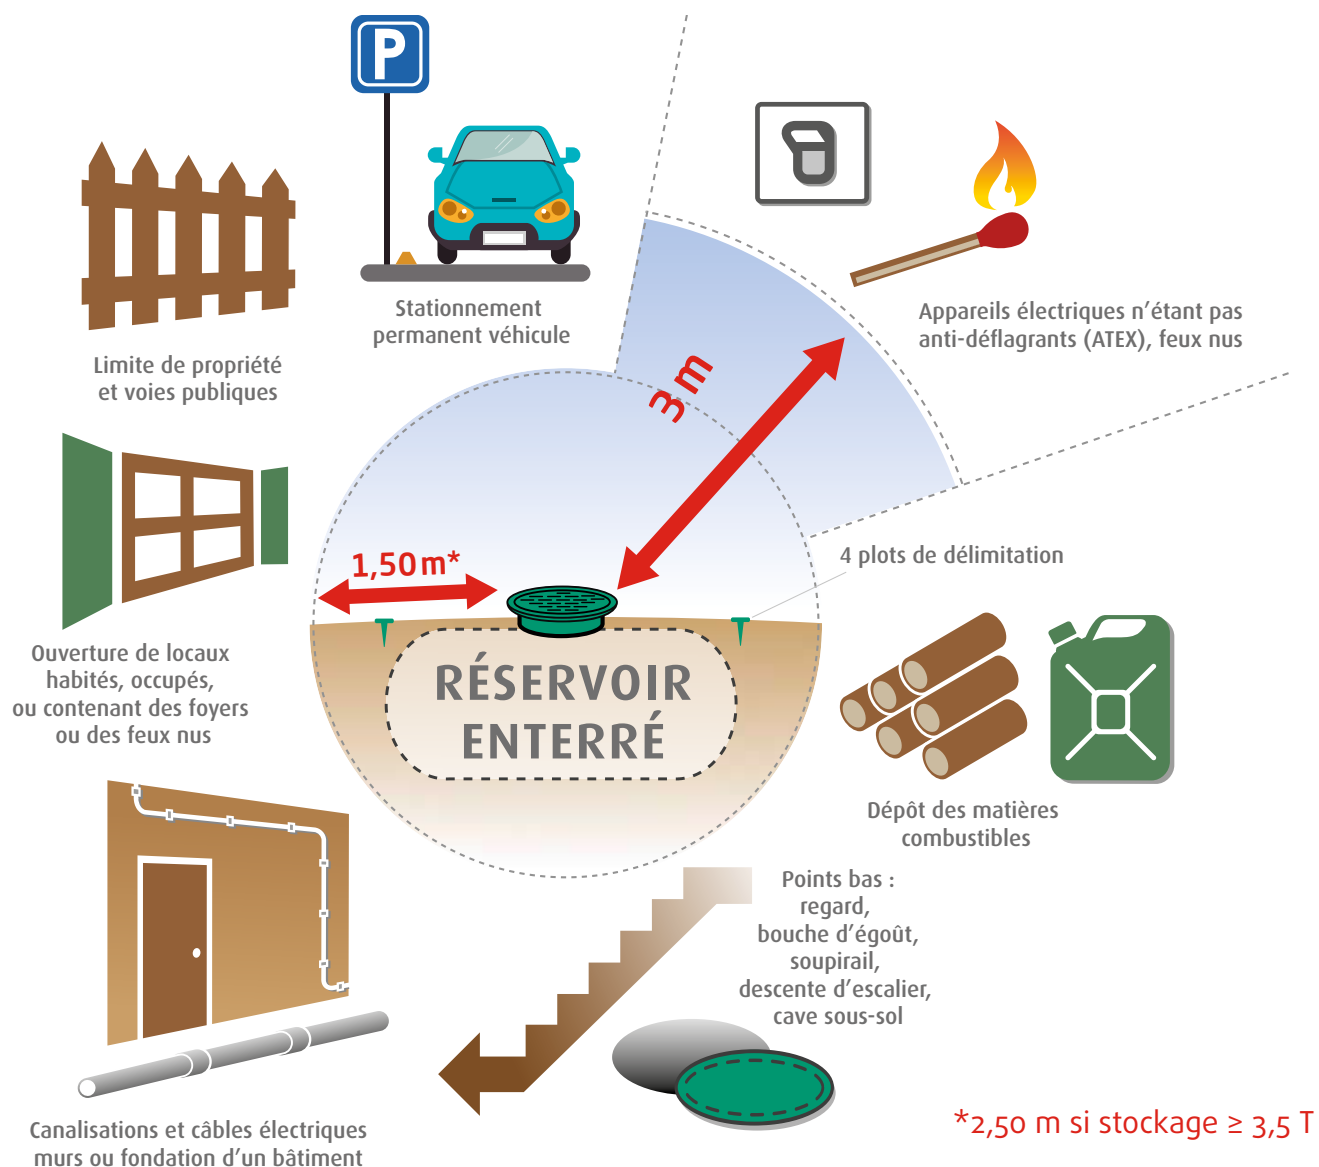 P
Stationnement
permanent véhicule
Limite de propriété
et voies publiques
Appareils électriques n’étant pas
anti-déflagrants (ATEX), feux nus
3 m
1,50 m*
4 plots de délimitation
Ouverture de locaux
habités, occupés,
ou contenant des foyers
ou des feux nus
RÉSERVOIR
ENTERRÉ
Dépôt des matières
combustibles
Points bas :
regard,
bouche d’égoût,
soupirail,
descente d’escalier,
cave sous-sol
Canalisations et câbles électriques
murs ou fondation d’un bâtiment
*2,50 m si stockage ≥ 3,5 T